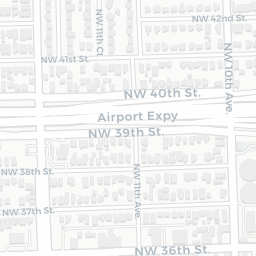 NW 42nd St.
NW 11th Ct
NW 41st St.
NW 10th Ave.
NW 40th St.
Airport Expy
NW 39th St.
NW 38th St.
NW 11th Ave.
NW 37th St.
NW 36th St.